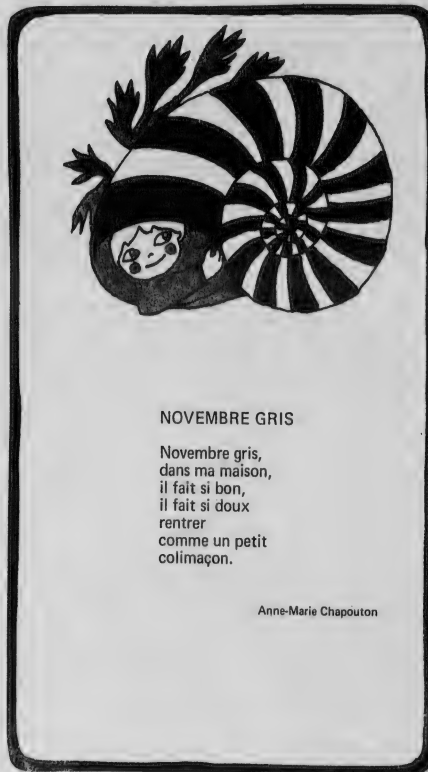 NOVEMBRE GRIS
Novembre gris,
dans ma maison,
il fait si bon,
il fait si doux
rentrer
comme un petit
colimaçon.
Anne-Marie Chapouton